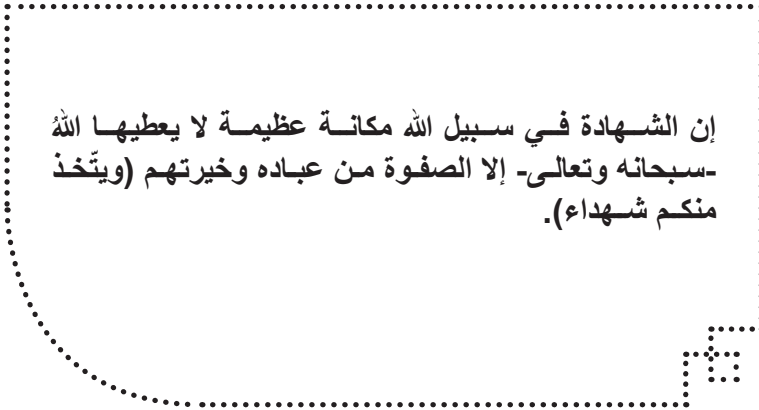 إن الشهادة في سبيل الله مكانة عظيمة لا يعطيها اللهُ
-سبحانه وتعالى- إلا الصفوة من عباده وخيرتهم (ويتّخذ
منكم شهداء).